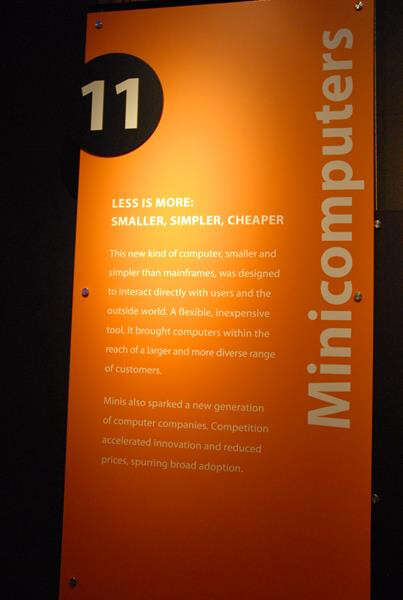 11
Minicomputers
LESS IS MORE:
SMALLER, SIMPLER, CHEAPER
This new kind of computer, smaller and
simpler than mainframes, was designed
to interact directly with users and the
outside world. A flexible, inexpensive
tool, it brought computers within the
reach of a larger and more diverse range
of customers.
Minis also sparked a new generation
of computer companies. Competition
accelerated innovation and reduced
prices, spurring broad adoption.